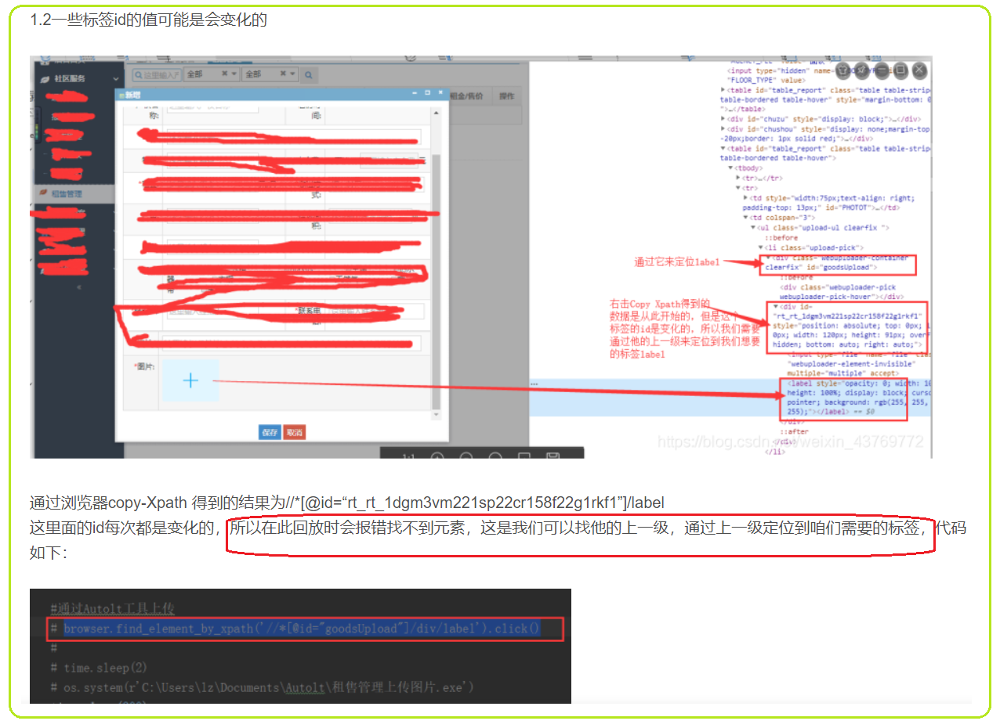 1.2一些标签id的值可能是会变化的
社区服务
这里输入
全部
全部
租金/售价 操作
新增
称:
间:
式:
积:
租售管理
*联系电
*图片:
保存 取消
<input type="hidden" name=
"FLOOR_TYPE" value>
<table id="table_report" class="table table-strip
table-bordered table-hover" style="margin-bottom: 0
">…</table>
<div id="chuzu" style="display: block;">…</div>
<div id="chushou" style="display: none;margin-top
-20px;border: 1px solid red;">…</div>
<table id="table_report" class="table table-strip
table-bordered table-hover">
<tbody>
<tr>…</tr>
<tr>
<td style="width:75px;text-align: right;
padding-top: 13px;" id="PHOTOT">…</td>
<td colspan="3">
<ul class="upload-ul clearfix ">
::before
<li class="upload-pick">
<div class="webuploader-container
clearfix" id="goodsUpload">
::before
<div class="webuploader-pick
webuploader-pick-hover"></div>
<div id=
"rt_rt_1dgm3vm221sp22cr158f22g1rkf1"
style="position: absolute; top: 0px;
0px; width: 120px; height: 91px; over
hidden; bottom: auto; right: auto;">
<input type="file" name="file"
"webuploader-element-invisible"
multiple="multiple" accept>
<label style="opacity: 0; width: 10
height: 100%; display: block; curso
pointer; background: rgb(255, 255,
255);"></label> == $0
</div>
::after
</div>
</li>
通过它来定位label
右击Copy Xpath得到的
数据是从此开始的，但是这个
标签的id是变化的，所以我们需要
通过他的上一级来定位到我们想要
的标签label
https://blog.csdn.net/weixin_43769772
通过浏览器copy-Xpath 得到的结果为//*[@id=“rt_rt_1dgm3vm221sp22cr158f22g1rkf1”]/label
这里面的id每次都是变化的，所以在此回放时会报错找不到元素，这是我们可以找他的上一级，通过上一级定位到咱们需要的标签，代码
如下：
#通过AutoIt工具上传
# browser.find_element_by_xpath('//*[@id="goodsUpload"]/div/label').click()
#
# time.sleep(2)
# os.system(r'C:\Users\lz\Documents\AutoIt\租售管理上传图片.exe')